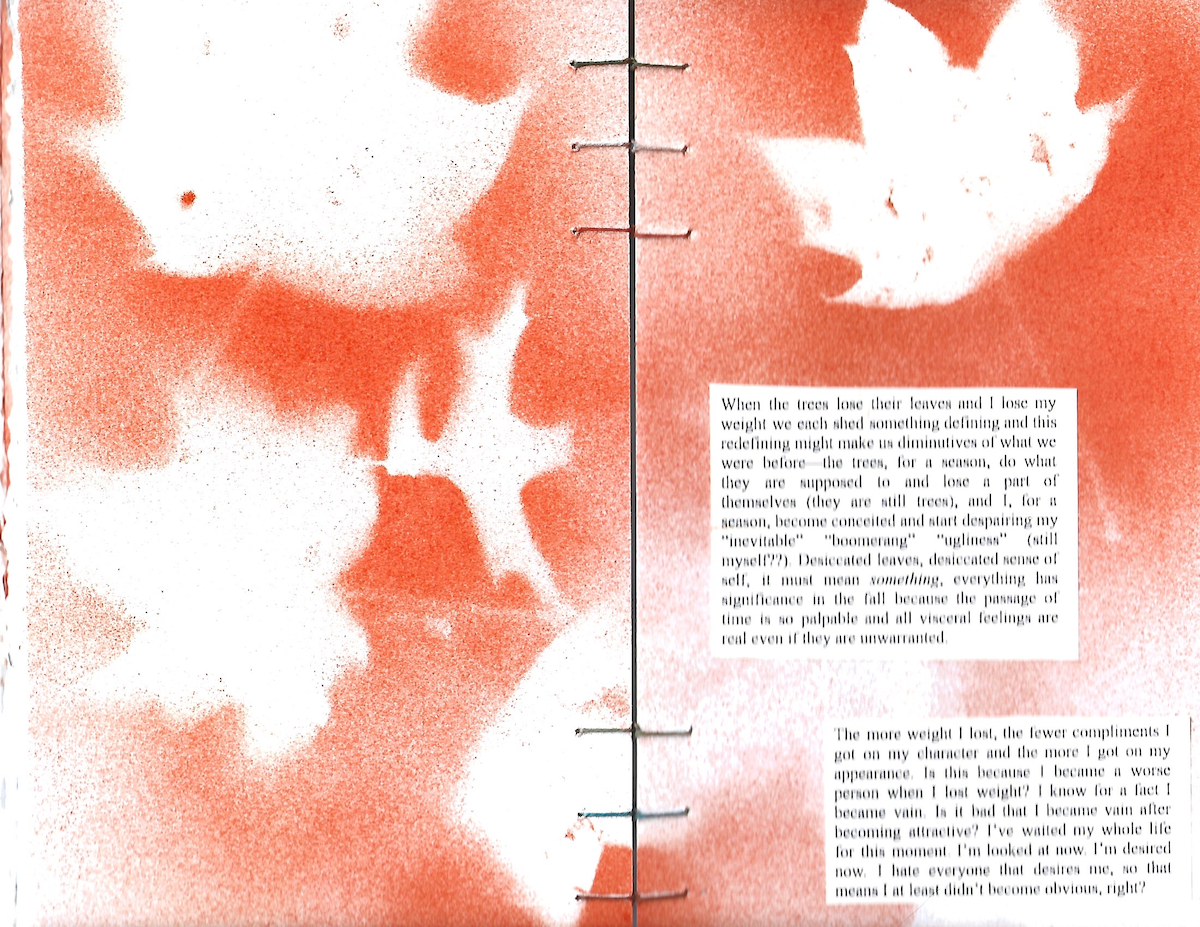 When the trees lose their leaves and I lose my
weight we each shed something defining and this
redefining might make us diminutives of what we
were before—the trees, for a season, do what
they are supposed to and lose a part of
themselves (they are still trees), and I, for a
season, become conceited and start despairing my
"inevitable" "boomerang" "ugliness" (still
myself??). Desiccated leaves, desiccated sense of
self, it must mean something, everything has
significance in the fall because the passage of
time is so palpable and all visceral feelings are
real even if they are unwarranted.
The more weight I lost, the fewer compliments I
got on my character and the more I got on my
appearance. Is this because I became a worse
person when I lost weight? I know for a fact I
became vain. Is it bad that I became vain after
becoming attractive? I've waited my whole life
for this moment. I'm looked at now. I'm desired
now. I hate everyone that desires me, so that
means I at least didn't become obvious, right?